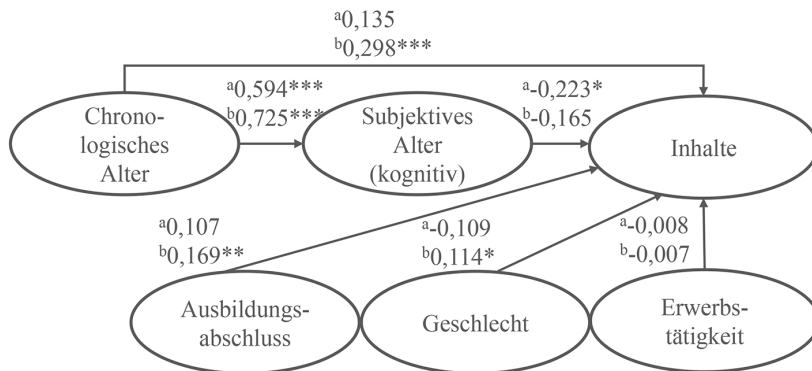 ᵃ0,135
ᵇ0,298***
ᵃ0,594***
ᵇ0,725***
ᵃ-0,223*
ᵇ-0,165
Chrono-
logisches
Alter
Subjektives
Alter
(kognitiv)
Inhalte
ᵃ0,107
ᵇ0,169**
ᵃ-0,109
ᵇ0,114*
ᵃ-0,008
ᵇ-0,007
Ausbildungs-
abschluss
Geschlecht
Erwerbs-
tätigkeit